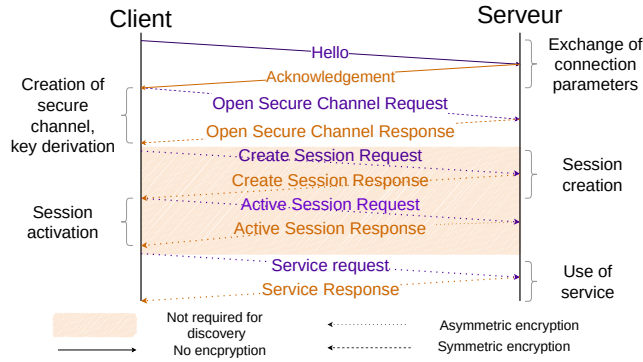 Client
Serveur
Hello
Exchange of
connection
parameters
Acknowledgement
Creation of
secure
channel,
key derivation
Open Secure Channel Request
Open Secure Channel Response
Create Session Request
Create Session Response
Session
creation
Active Session Request
Session
activation
Active Session Response
Service request
Use of
service
Service Response
Not required for
discovery
Asymmetric encryption
No encpryption
Symmetric encryption